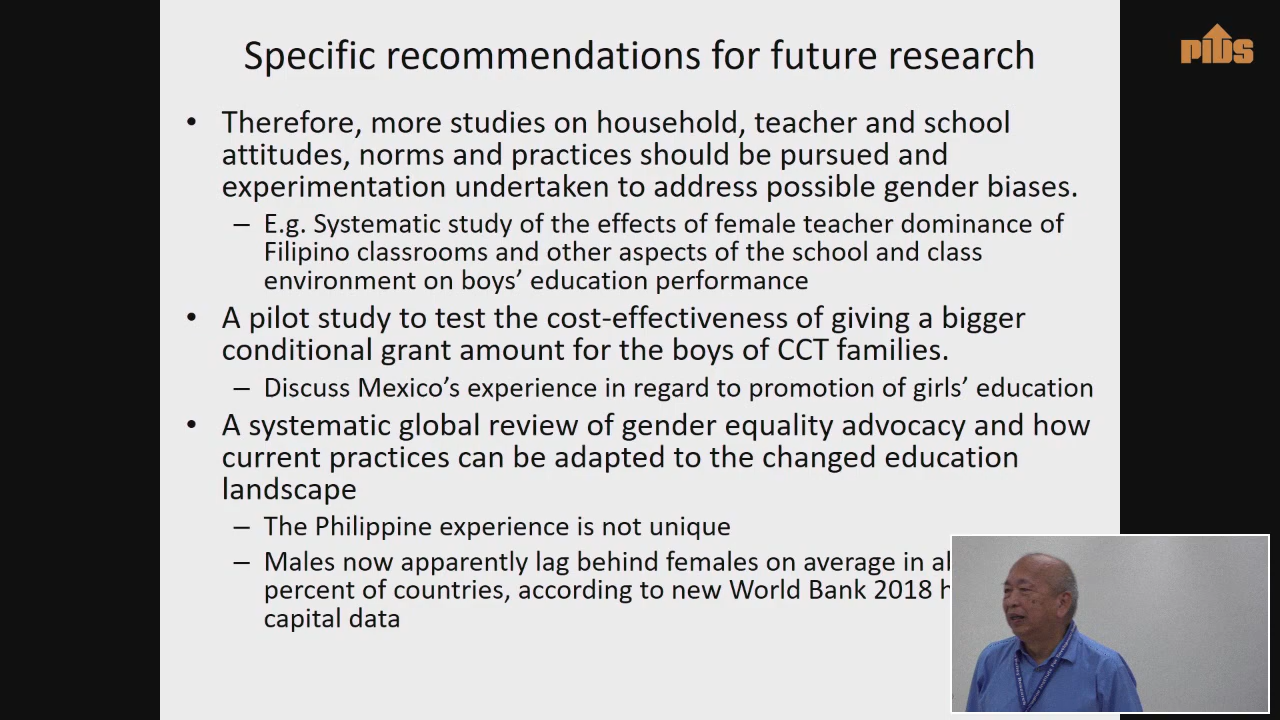 Specific recommendations for future research
PIDS
• Therefore, more studies on household, teacher and school
attitudes, norms and practices should be pursued and
experimentation undertaken to address possible gender biases.
– E.g. Systematic study of the effects of female teacher dominance of
Filipino classrooms and other aspects of the school and class
environment on boys’ education performance
• A pilot study to test the cost-effectiveness of giving a bigger
conditional grant amount for the boys of CCT families.
– Discuss Mexico’s experience in regard to promotion of girls’ education
• A systematic global review of gender equality advocacy and how
current practices can be adapted to the changed education
landscape
– The Philippine experience is not unique
– Males now apparently lag behind females on average in
percent of countries, according to new World Bank 2018
capital data